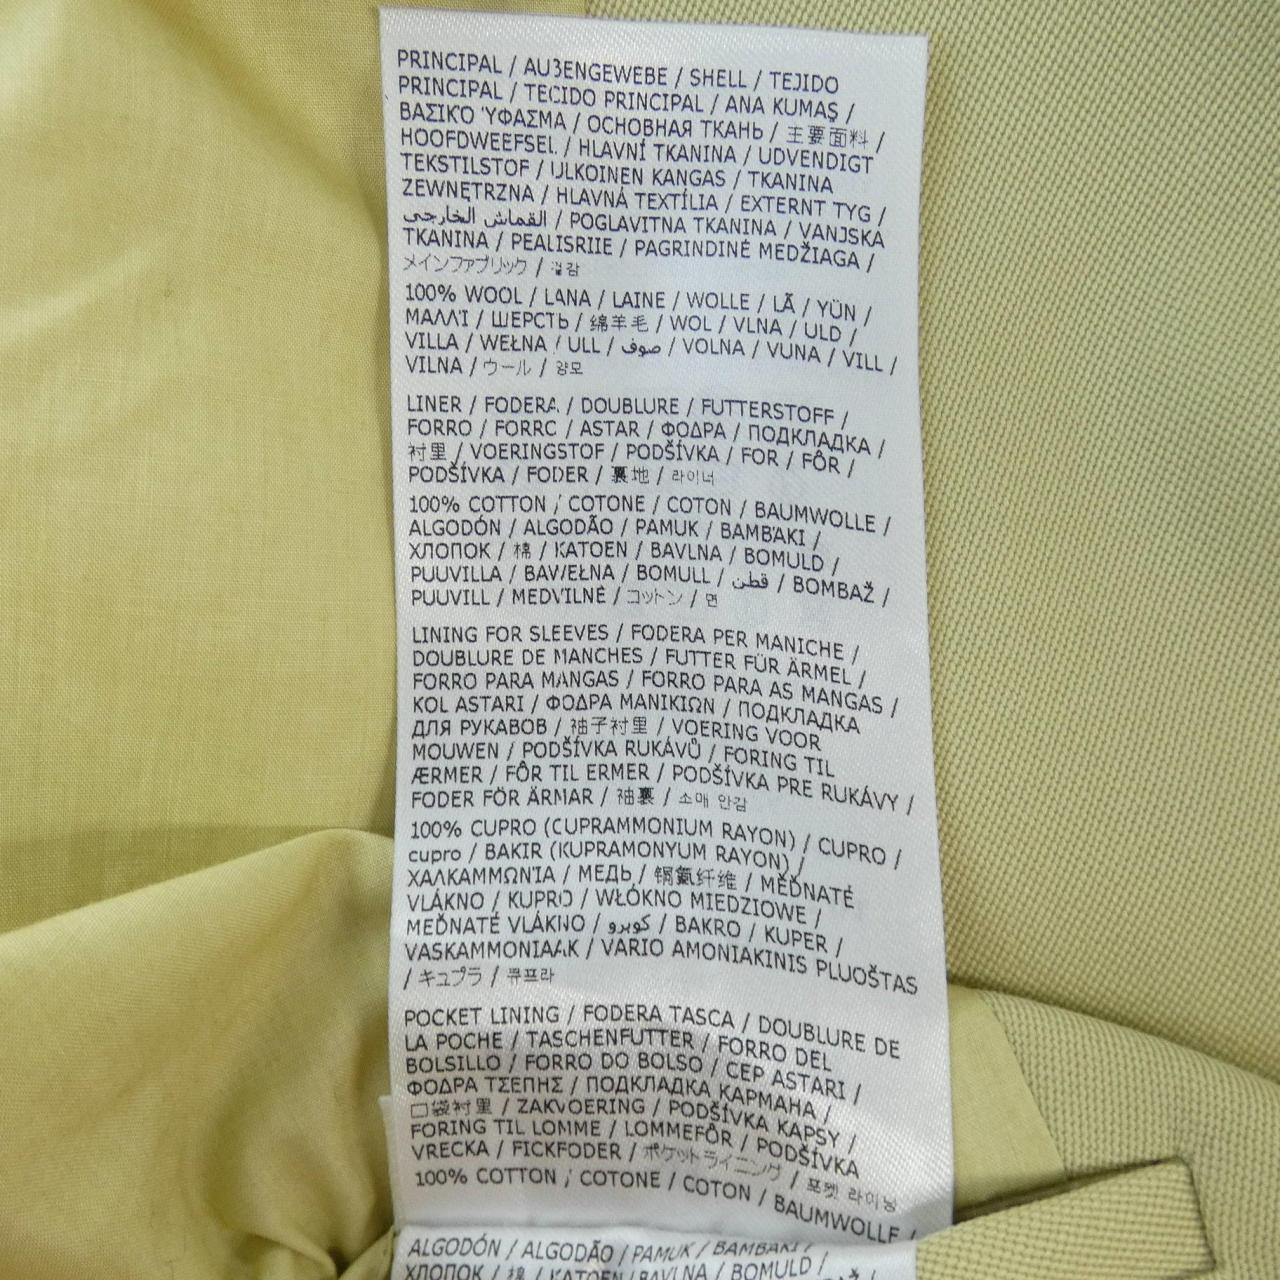 PRINCIPAL / AUßENGEWEBE / SHELL / TEJIDO
PRINCIPAL / TECIDO PRINCIPAL / ANA KUMAŞ /
ΒΑΣΙΚΌ ΎΦΑΣΜΑ / ОСНОВНАЯ ТКАНЬ / 主要面料 /
HOOFDWEEFSEL / HLAVNÍ TKANINA / UDVENDIGT
TEKSTILSTOF / ULKOINEN KANGAS / TKANINA
ZEWNĘTRZNA / HLAVNÁ TEXTÍLIA / EXTERNT TYG /
القماش الخارجي / POGLAVITNA TKANINA / VANJSKA
TKANINA / PEALISRIIE / PAGRINDINĖ MEDŽIAGA /
メインファブリック / 겉감
100% WOOL / LANA / LAINE / WOLLE / LÃ / YÜN /
ΜΑΛΛΊ / ШЕРСТЬ / 绵羊毛 / WOL / VLNA / ULD /
VILLA / WEŁNA / ULL / صوف / VOLNA / VUNA / VILL /
VILNA / ウール / 양모
LINER / FODERA / DOUBLURE / FUTTERSTOFF /
FORRO / FORRO / ASTAR / ΦΟΔΡΑ / ПОДКЛАДКА /
衬里 / VOERINGSTOF / PODŠÍVKA / FOR / FÔR /
PODŠÍVKA / FODER / 裏地 / 라이너
100% COTTON / COTONE / COTON / BAUMWOLLE /
ALGODÓN / ALGODÃO / PAMUK / ΒΑΜΒΆΚΙ /
ХЛОПОК / 棉 / KATOEN / BAVLNA / BOMULD /
PUUVILLA / BAWEŁNA / BOMULL / قطن / BOMBAŽ /
PUUVILL / MEDVILNĖ / コットン / 면
LINING FOR SLEEVES / FODERA PER MANICHE /
DOUBLURE DE MANCHES / FUTTER FÜR ÄRMEL /
FORRO PARA MANGAS / FORRO PARA AS MANGAS /
KOL ASTARI / ΦΟΔΡΑ ΜΑΝΙΚΙΩΝ / ПОДКЛАДКА
ДЛЯ РУКАВОВ / 袖子衬里 / VOERING VOOR
MOUWEN / PODŠÍVKA RUKÁVŮ / FORING TIL
ÆRMER / FÔR TIL ERMER / PODŠÍVKA PRE RUKÁVY /
FODER FÖR ÄRMAR / 袖裏 / 소매 안감
100% CUPRO (CUPRAMMONIUM RAYON) / CUPRO /
cupro / BAKIR (KUPRAMONYUM RAYON) /
ΧΑΛΚΑΜΜΩΝΊΑ / МЕДЬ / 铜氨纤维 / MĚĎNATÉ
VLÁKNO / KUPRO / WŁÓKNO MIEDZIOWE /
MEĎNATÉ VLÁKNO / كوبرو / BAKRO / KUPER /
VASKAMMONIAAK / VARIO AMONIAKINIS PLUOŠTAS
/ キュプラ / 큐프라
POCKET LINING / FODERA TASCA / DOUBLURE DE
LA POCHE / TASCHENFUTTER / FORRO DEL
BOLSILLO / FORRO DO BOLSO / CEP ASTARI /
ΦΟΔΡΑ ΤΣΕΠΗΣ / ПОДКЛАДКА КАРМАНА /
口袋衬里 / ZAKVOERING / PODŠÍVKA KAPSY /
FORING TIL LOMME / LOMMEFÔR / PODŠÍVKA
VRECKA / FICKFODER / ポケットライニング / 포켓 라이닝
100% COTTON / COTONE / COTON / BAUMWOLLE /
ALGODÓN / ALGODÃO / PAMUK / ΒΑΜΒΆΚΙ /
ХЛОПОК / 棉 / KATOEN / BAVLNA / BOMULD /